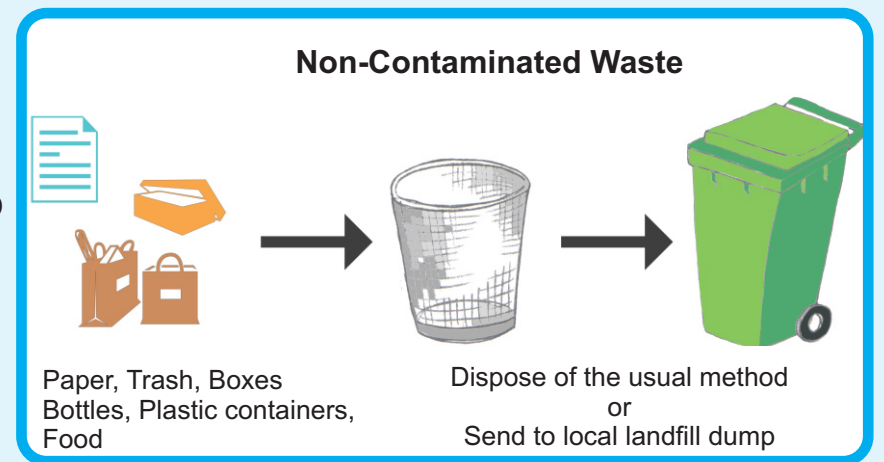 Non-Contaminated Waste
Paper, Trash, Boxes
Bottles, Plastic containers,
Food
Dispose of the usual method
or
Send to local landfill dump